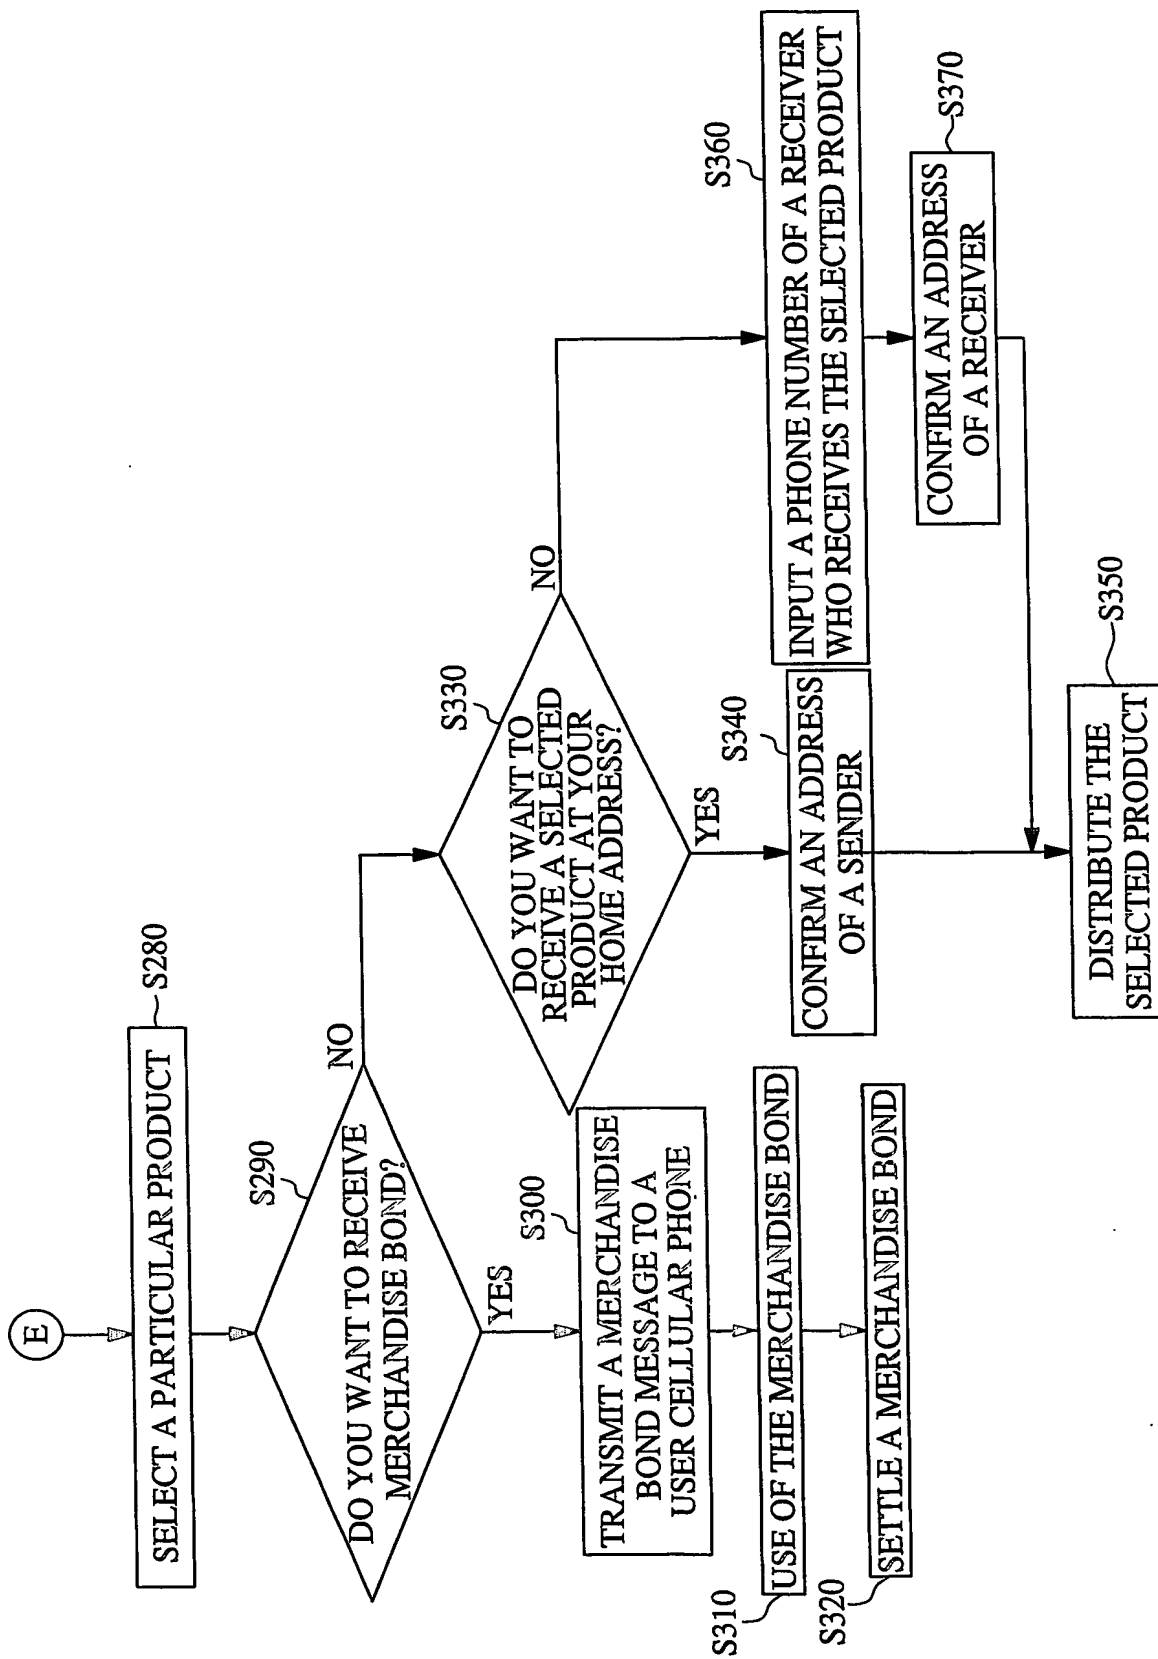 E
SELECT A PARTICULAR PRODUCT
S280
S290
DO YOU WANT TO RECEIVE
MERCHANDISE BOND?
NO
YES
S300
TRANSMIT A MERCHANDISE
BOND MESSAGE TO A
USER CELLULAR PHONE
S310
USE OF THE MERCHANDISE BOND
S320
SETTLE A MERCHANDISE BOND
S330
DO YOU WANT TO
RECEIVE A SELECTED
PRODUCT AT YOUR
HOME ADDRESS?
NO
YES
S340
CONFIRM AN ADDRESS
OF A SENDER
S360
INPUT A PHONE NUMBER OF A RECEIVER
WHO RECEIVES THE SELECTED PRODUCT
S370
CONFIRM AN ADDRESS
OF A RECEIVER
S350
DISTRIBUTE THE
SELECTED PRODUCT